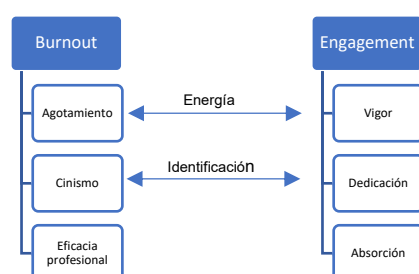 Burnout
Engagement
Energía
Agotamiento
Vigor
Identificación
Cinismo
Dedicación
Eficacia
profesional
Absorción